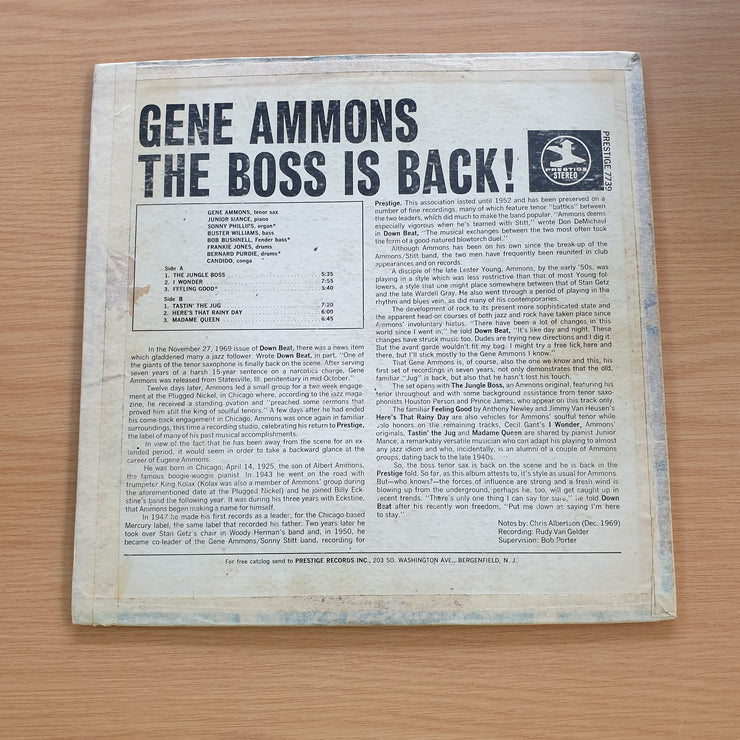 GENE AMMONS
THE BOSS IS BACK!
PRESTIGE
STEREO
PRESTIGE 7739
GENE AMMONS, tenor sax
JUNIOR MANCE, piano
SONNY PHILLIPS, organ*
BUSTER WILLIAMS, bass
BOB BUSHNELL, Fender bass*
FRANKIE JONES, drums
BERNARD PURDIE, drums*
CANDIDO, conga
Side A
1. THE JUNGLE BOSS 5:35
2. I WONDER 7:55
3. FEELING GOOD* 5:40
Side B
1. TASTIN' THE JUG 7:20
2. HERE'S THAT RAINY DAY 6:00
3. MADAME QUEEN 6:45
In the November 27, 1969 issue of Down Beat, there was a news item
which gladdened many a jazz follower. Wrote Down Beat, in part, "One of
the giants of the tenor saxophone is finally back on the scene. After serving
seven years of a harsh 15-year sentence on a narcotics charge, Gene
Ammons was released from Statesville, Ill. penitentiary in mid-October."
Twelve days later, Ammons led a small group for a two week engage-
ment at the Plugged Nickel, in Chicago where, according to the jazz maga-
zine, he received a standing ovation and "preached some sermons that
proved him still the king of soulful tenors." A few days after he had ended
his come-back engagement in Chicago, Ammons was once again in familiar
surroundings, this time a recording studio, celebrating his return to Prestige,
the label of many of his past musical accomplishments.
In view of the fact that he has been away from the scene for an ex-
tended period, it would seem in order to take a backward glance at the
career of Eugene Ammons.
He was born in Chicago, April 14, 1925, the son of Albert Ammons,
the famous boogie-woogie pianist. In 1943 he went on the road with
trumpeter King Kolax (Kolax was also a member of Ammons' group during
the aforementioned date at the Plugged Nickel) and he joined Billy Eck-
stine's band the following year. It was during his three years with Eckstine,
that Ammons began making a name for himself.
In 1947 he made his first records as a leader, for the Chicago-based
Mercury label, the same label that recorded his father. Two years later he
took over Stan Getz's chair in Woody Herman's band and, in 1950, he
became co-leader of the Gene Ammons/Sonny Stitt band, recording for
Prestige. This association lasted until 1952 and has been preserved on a
number of fine recordings, many of which feature tenor "battles" between
the two leaders, which did much to make the band popular. "Ammons seems
especially vigorous when he's teamed with Stitt," wrote Don DeMicheal
in Down Beat, "The musical exchanges between the two most often took
the form of a good-natured blowtorch duel."
Although Ammons has been on his own since the break-up of the
Ammons/Stitt band, the two men have frequently been reunited in club
appearances and on records.
A disciple of the late Lester Young, Ammons, by the early '50s, was
playing in a style which was less restrictive than that of most Young fol-
lowers, a style that one might place somewhere between that of Stan Getz
and the late Wardell Gray. He also went through a period of playing in the
rhythm and blues vein, as did many of his contemporaries.
The development of rock to its present more sophisticated state and
the apparent head-on courses of both jazz and rock have taken place since
Ammons' involuntary hiatus. "There have been a lot of changes in this
world since I went in," he told Down Beat, "It's like day and night. These
changes have struck music too. Dudes are trying new directions and I dig it.
But the avant garde wouldn't fit my bag. I might try a free lick, here and
there, but I'll stick mostly to the Gene Ammons I know."
That Gene Ammons is, of course, also the one we know and this, his
first set of recordings in seven years, not only demonstrates that the old,
familiar "Jug" is back, but also that he hasn't lost his touch.
The set opens with The Jungle Boss, an Ammons original, featuring his
tenor throughout and with some background assistance from tenor saxo-
phonists Houston Person and Prince James, who appear on this track only.
The familiar Feeling Good by Anthony Newley and Jimmy Van Heusen's
Here's That Rainy Day are also vehicles for Ammons' soulful tenor while
solo honors on the remaining tracks, Cecil Gant's I Wonder, Ammons'
originals, Tastin' the Jug and Madame Queen are shared by pianist Junior
Mance, a remarkably versatile musician who can adapt his playing to almost
any jazz idiom and who, incidentally, is an alumni of a couple of Ammons
groups, dating back to the late 1940s.
So, the boss tenor sax is back on the scene and he is back in the
Prestige fold. So far, as this album attests to, it's style as usual for Ammons.
But—who knows?—the forces of influence are strong and a fresh wind is
blowing up from the underground, perhaps he, too, will get caught up in
recent trends. "There's only one thing I can say for sure," he told Down
Beat after his recently won freedom, "Put me down as saying I'm here
to stay."
Notes by: Chris Albertson (Dec. 1969)
Recording: Rudy Van Gelder
Supervision: Bob Porter
For free catalog send to PRESTIGE RECORDS INC., 203 SO. WASHINGTON AVE., BERGENFIELD, N. J.